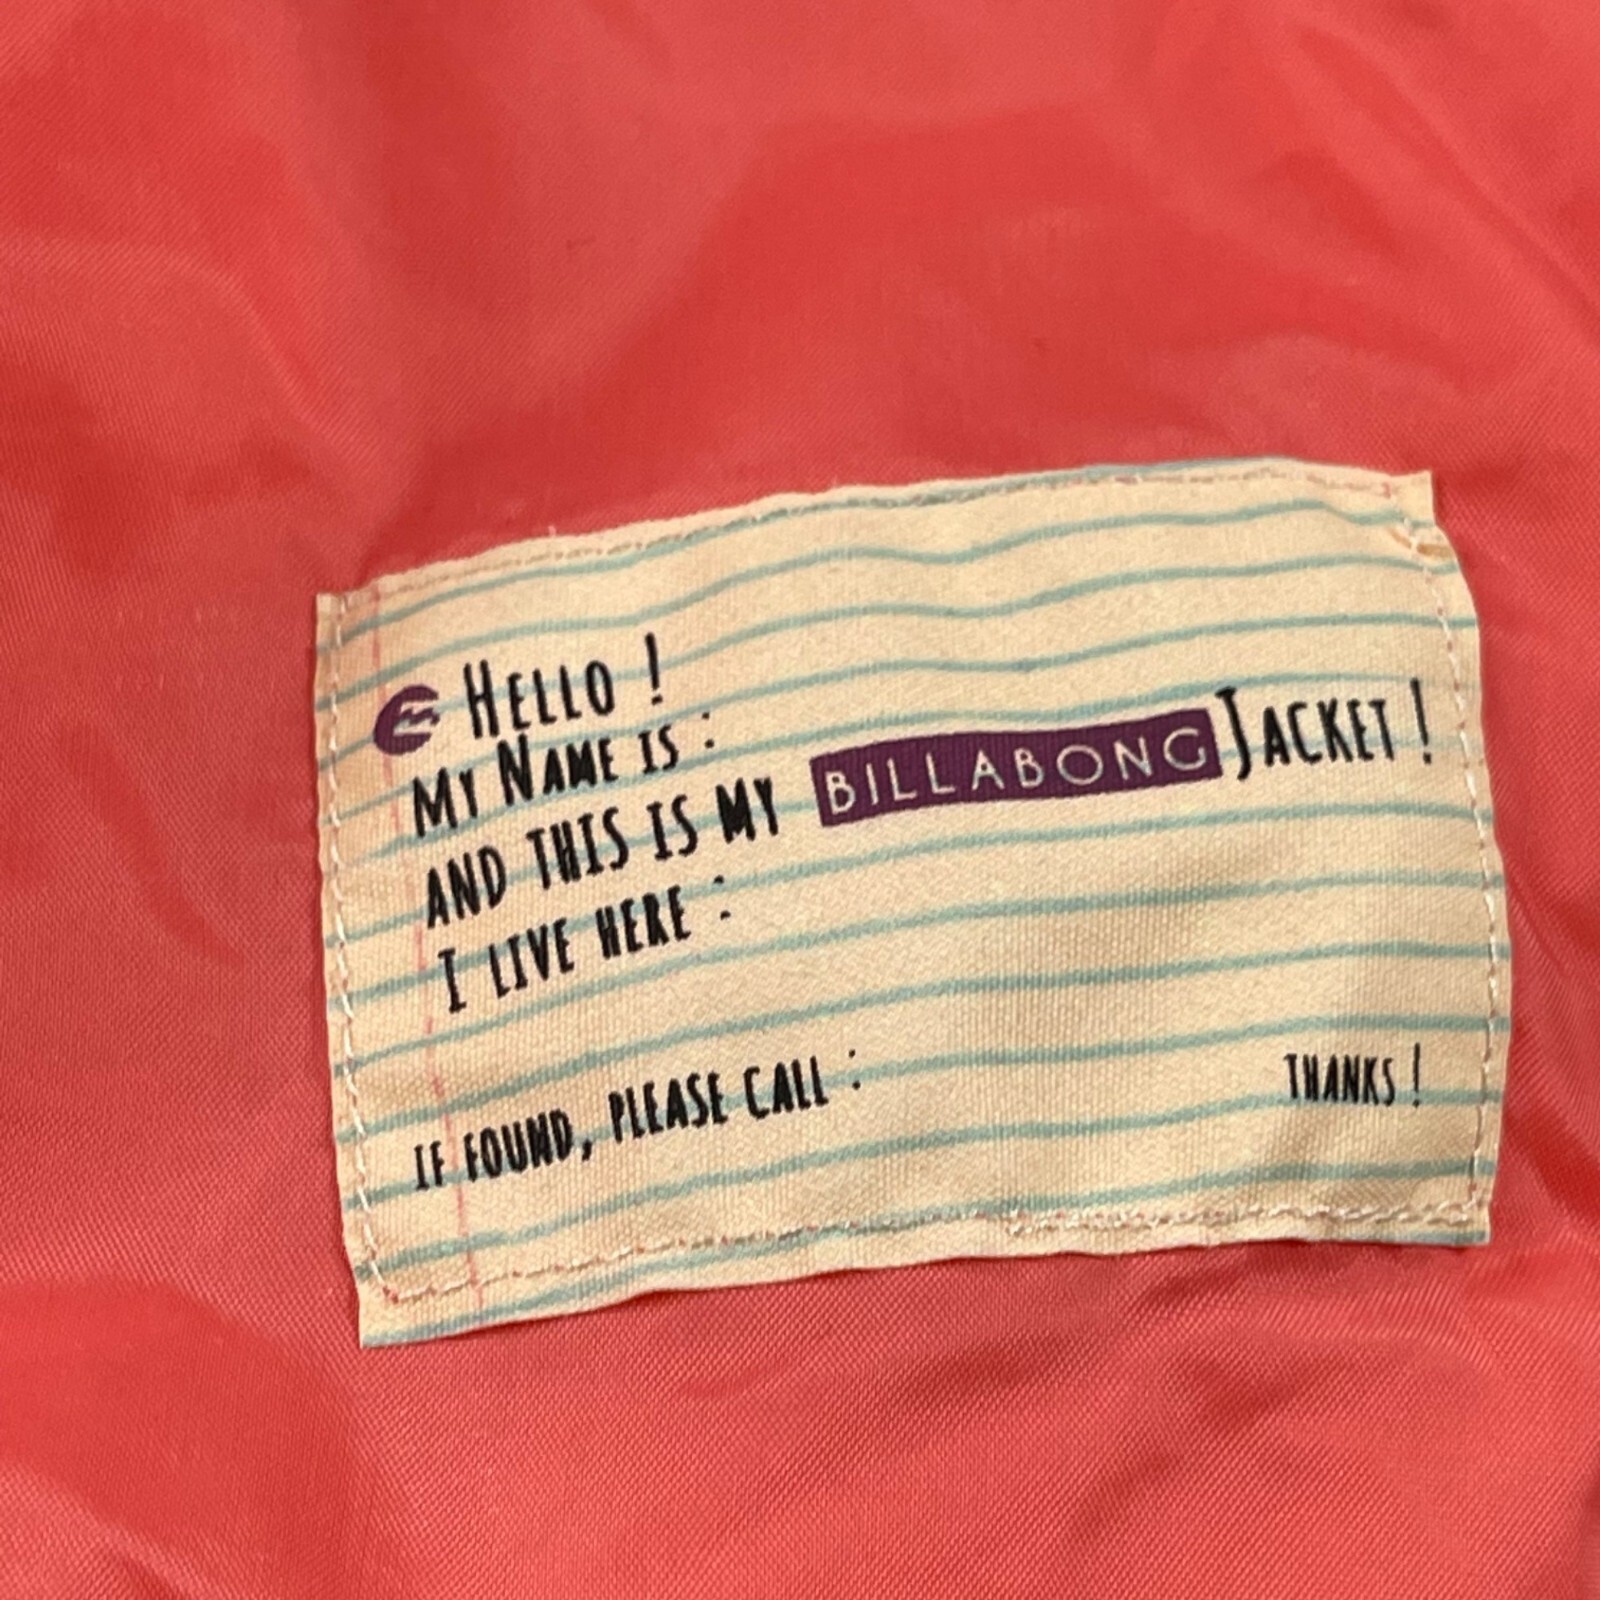 HELLO !
MY NAME IS :
AND THIS IS MY BILLABONG JACKET !
I LIVE HERE :
IF FOUND, PLEASE CALL : THANKS !